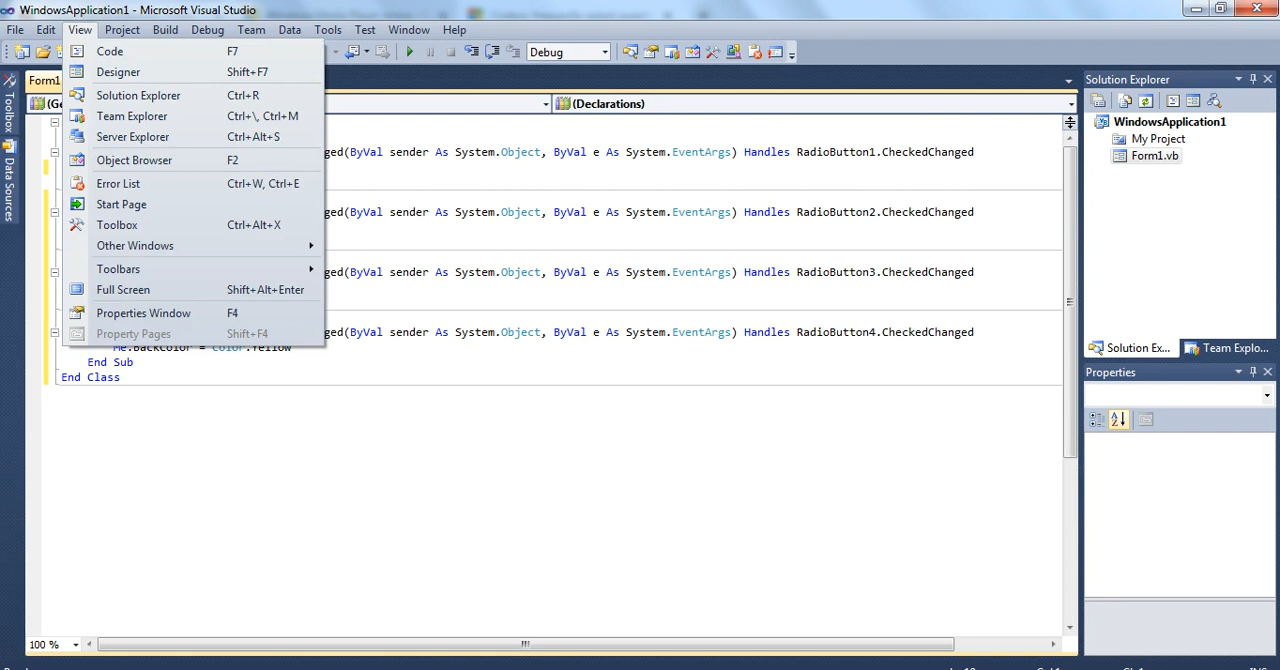 WindowsApplication1 - Microsoft Visual Studio
File Edit View Project Build Debug Team Data Tools Test Window Help
Debug
Code F7
Designer Shift+F7
Solution Explorer Ctrl+R
Team Explorer Ctrl+\, Ctrl+M
Server Explorer Ctrl+Alt+S
Object Browser F2
Error List Ctrl+W, Ctrl+E
Start Page
Toolbox Ctrl+Alt+X
Other Windows
Toolbars
Full Screen Shift+Alt+Enter
Properties Window F4
Property Pages Shift+F4
Toolbox
Data Sources
Form1
(Ge
(Declarations)
ged(ByVal sender As System.Object, ByVal e As System.EventArgs) Handles RadioButton1.CheckedChanged
ged(ByVal sender As System.Object, ByVal e As System.EventArgs) Handles RadioButton2.CheckedChanged
ged(ByVal sender As System.Object, ByVal e As System.EventArgs) Handles RadioButton3.CheckedChanged
ged(ByVal sender As System.Object, ByVal e As System.EventArgs) Handles RadioButton4.CheckedChanged
Me.BackColor = Color.Yellow
End Sub
End Class
100 %
Solution Explorer
WindowsApplication1
My Project
Form1.vb
Solution Ex... Team Explo...
Properties